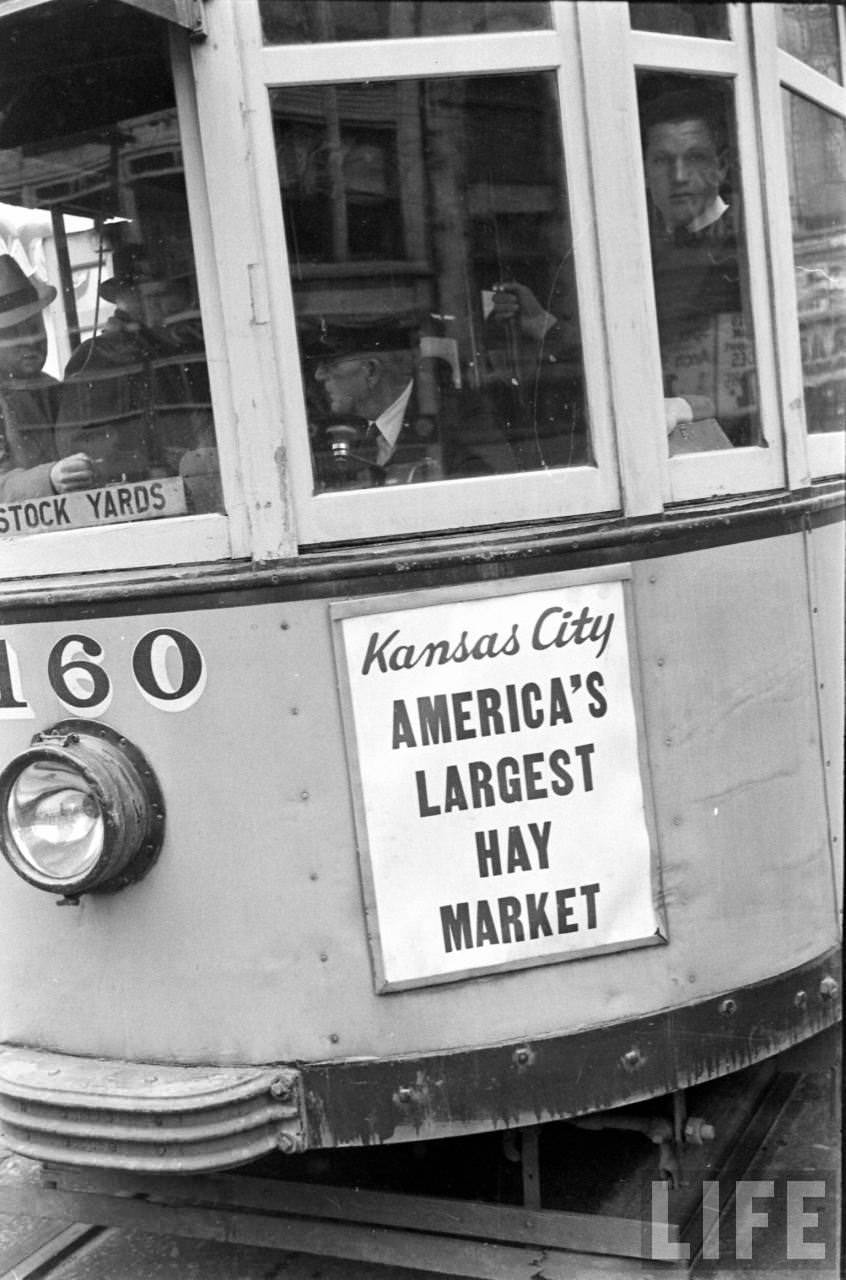 STOCK YARDS
160
Kansas City
AMERICA'S
LARGEST
HAY
MARKET
LIFE